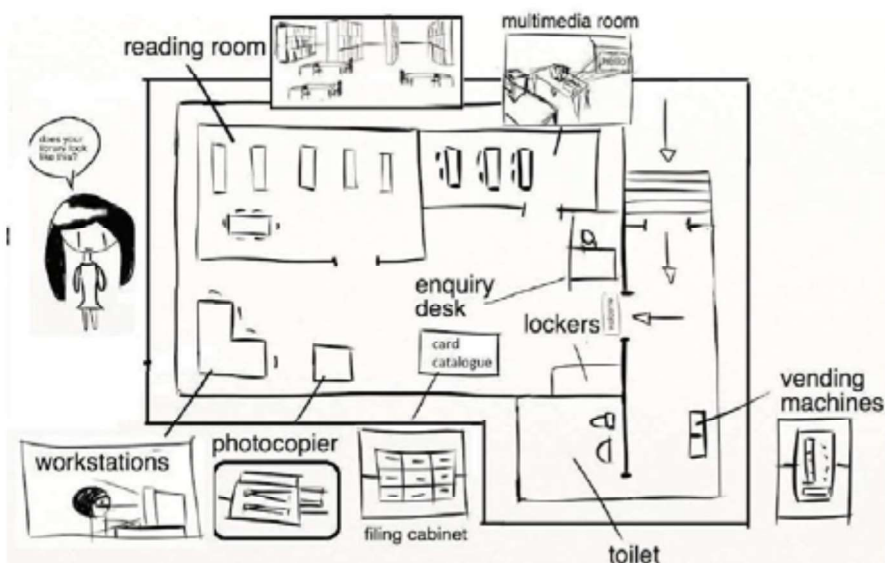 multimedia room
reading room
does your
library look
like this?
enquiry
desk
welcome
lockers
card
catalogue
vending
machines
workstations
photocopier
filing cabinet
toilet